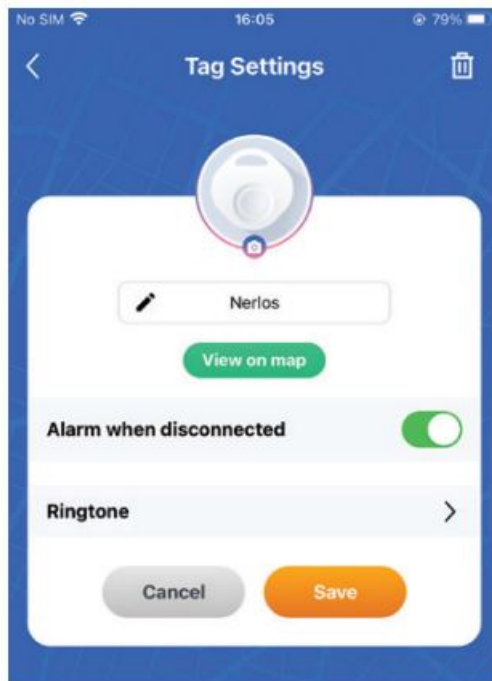 No SIM 16:05 79%
Tag Settings
Nerlos
View on map
Alarm when disconnected
Ringtone
Cancel Save